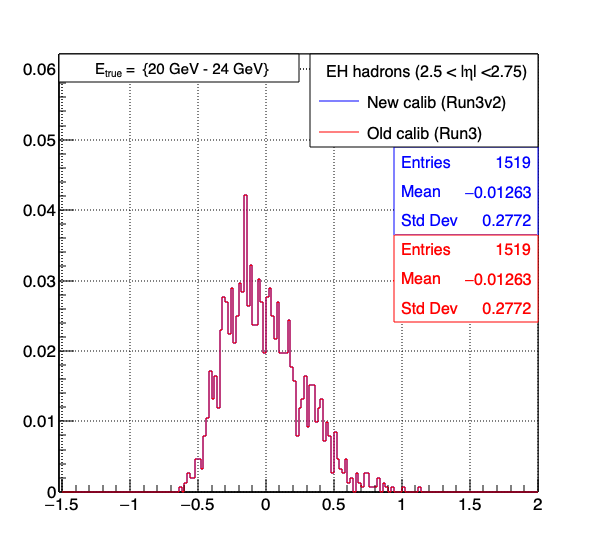 E_true = {20 GeV - 24 GeV}
EH hadrons (2.5 < |η| <2.75)
New calib (Run3v2)
Old calib (Run3)
Entries 1519
Mean −0.01263
Std Dev 0.2772
Entries 1519
Mean −0.01263
Std Dev 0.2772
0.06
0.05
0.04
0.03
0.02
0.01
0
−1.5 −1 −0.5 0 0.5 1 1.5 2